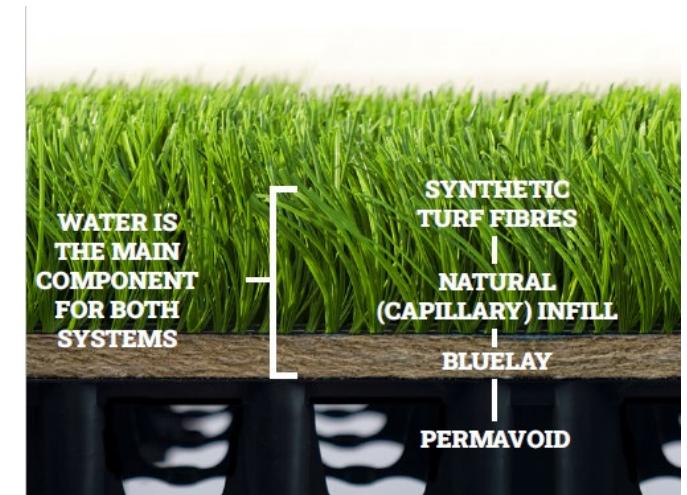 WATER IS
THE MAIN
COMPONENT
FOR BOTH
SYSTEMS
SYNTHETIC
TURF FIBRES
NATURAL
(CAPILLARY) INFILL
BLUELAY
PERMAVOID